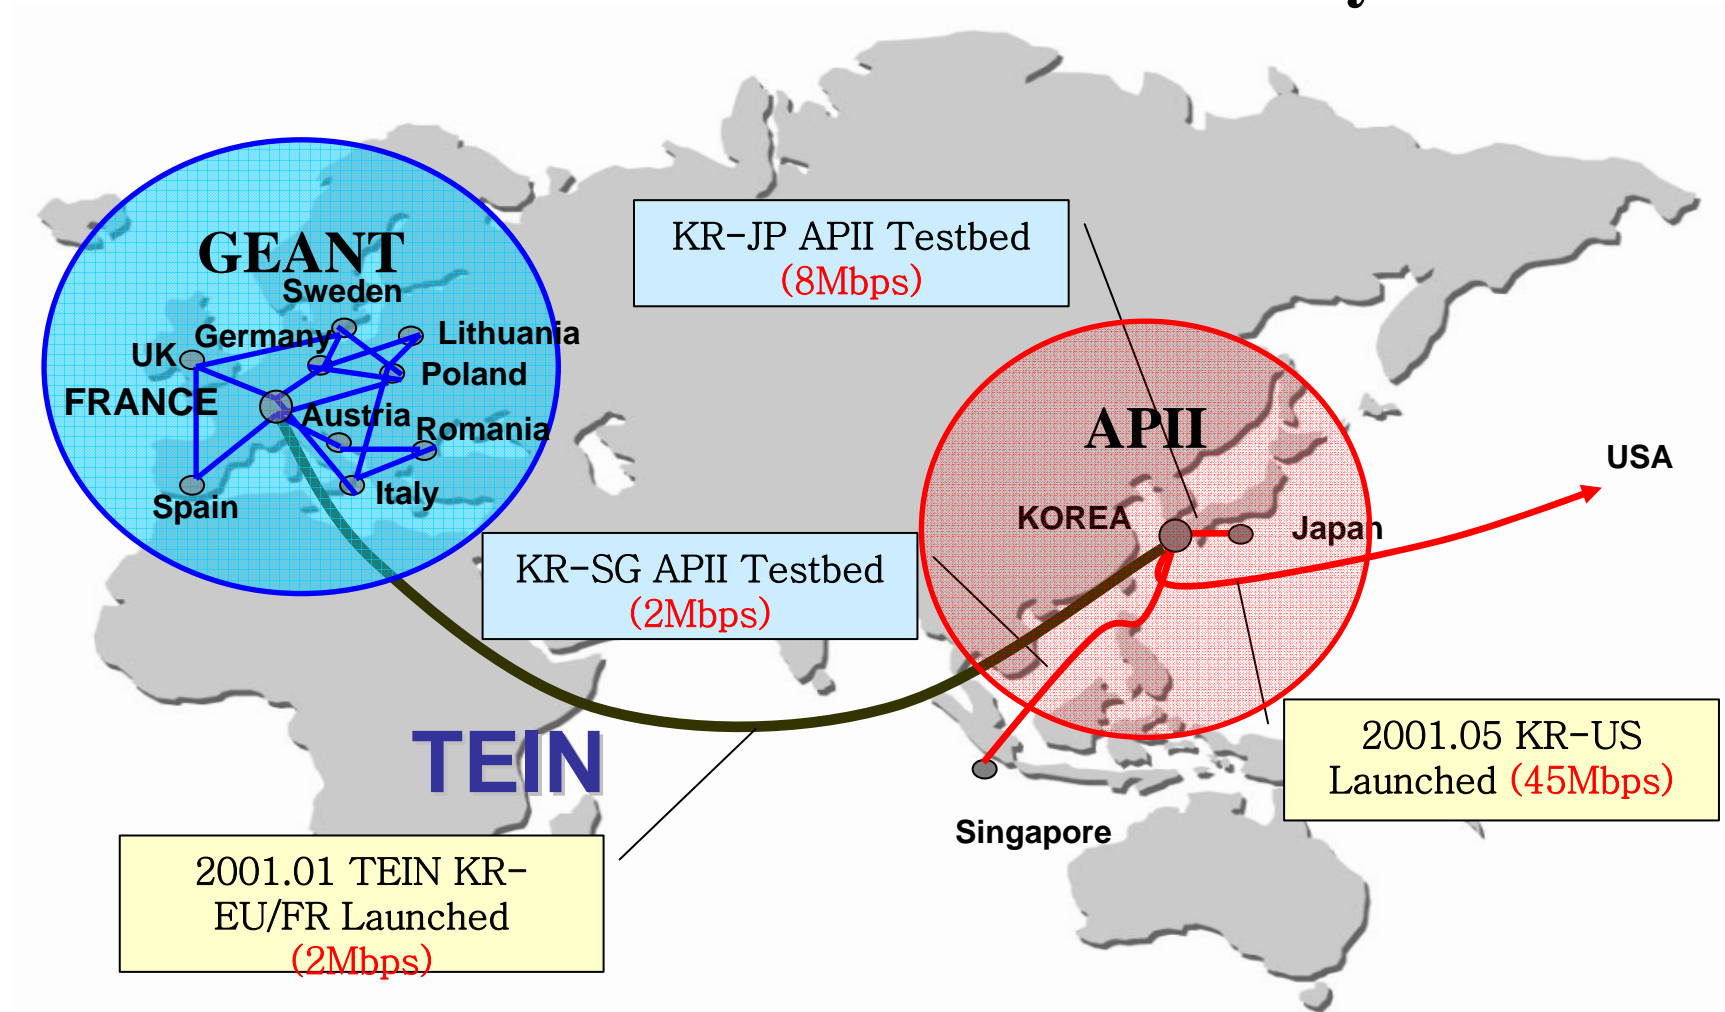 KR-JP APII Testbed
(8Mbps)
GEANT
Sweden
Germany
Lithuania
UK
Poland
FRANCE
Austria
Romania
Spain
Italy
APII
USA
KOREA
Japan
KR-SG APII Testbed
(2Mbps)
TEIN
2001.05 KR-US
Launched (45Mbps)
Singapore
2001.01 TEIN KR-
EU/FR Launched
(2Mbps)